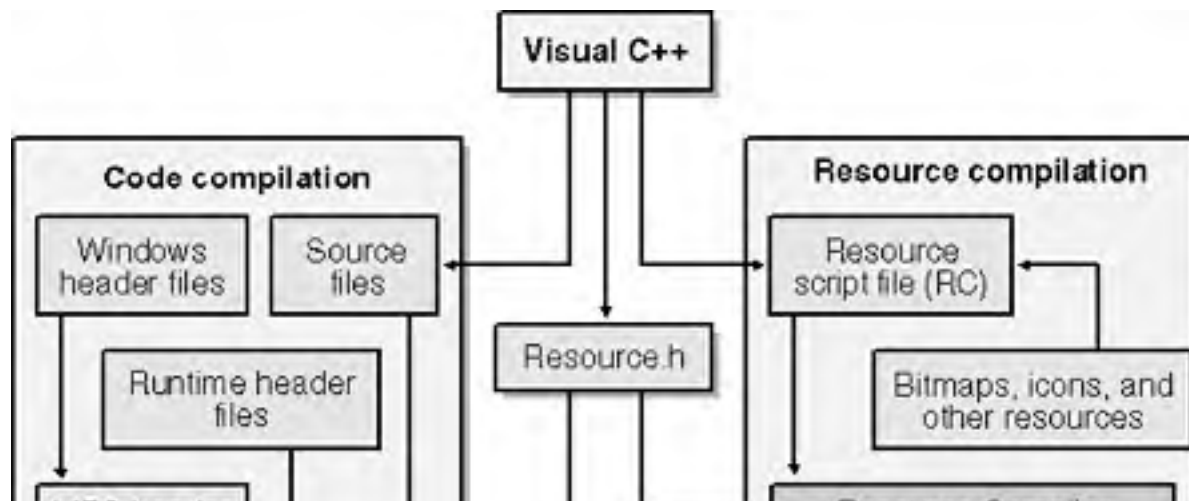 Visual C++
Code compilation
Windows
header files
Source
files
Runtime header
files
Resource.h
Resource compilation
Resource
script file (RC)
Bitmaps, icons, and
other resources